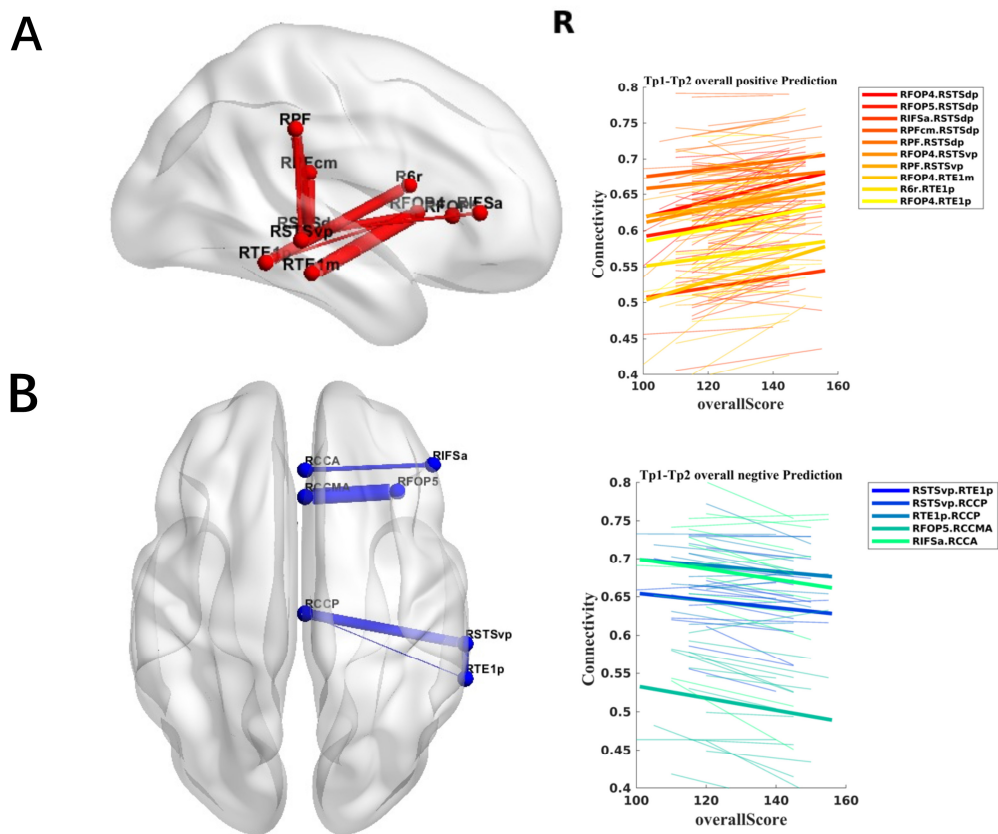 A
R
RPF
R6r
RIFSa
RSTSvp
RTE1m
Tp1-Tp2 overall positive Prediction
0.8
0.75
0.7
0.65
0.6
0.55
0.5
0.45
0.4
Connectivity
100
120
140
160
overallScore
RFOP4.RSTSdp
RFOP5.RSTSdp
RIFSa.RSTSdp
RPFcm.RSTSdp
RPF.RSTSdp
RFOP4.RSTSvp
RPF.RSTSvp
RFOP4.RTE1m
R6r.RTE1p
RFOP4.RTE1p
B
RCCA
RIFSa
RCCMA
RFOP5
RCCP
RSTSvp
RTE1p
Tp1-Tp2 overall negtive Prediction
0.8
0.75
0.7
0.65
0.6
0.55
0.5
0.45
0.4
Connectivity
100
120
140
160
overallScore
RSTSvp.RTE1p
RSTSvp.RCCP
RTE1p.RCCP
RFOP5.RCCMA
RIFSa.RCCA